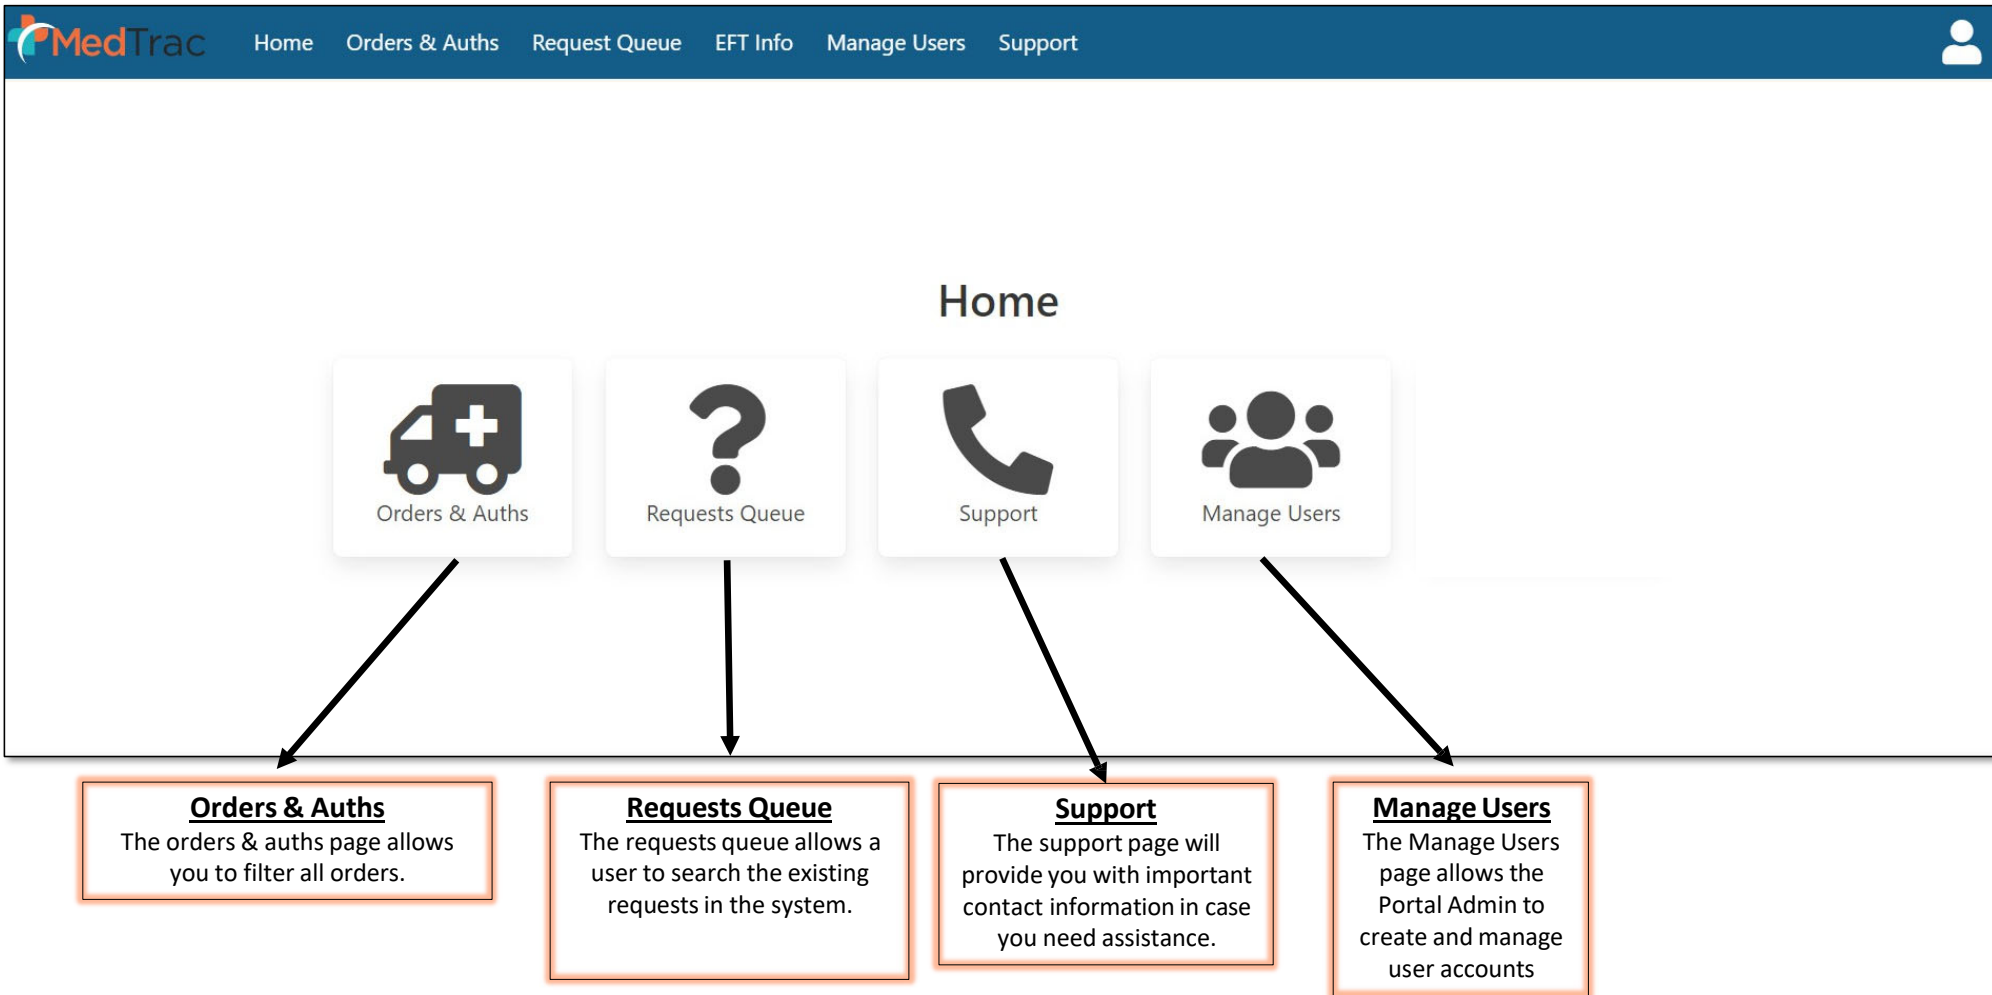 MedTrac Home Orders & Auths Request Queue EFT Info Manage Users Support
Home
Orders & Auths Requests Queue Support Manage Users
Orders & Auths
The orders & auths page allows
you to filter all orders.
Requests Queue
The requests queue allows a
user to search the existing
requests in the system.
Support
The support page will
provide you with important
contact information in case
you need assistance.
Manage Users
The Manage Users
page allows the
Portal Admin to
create and manage
user accounts